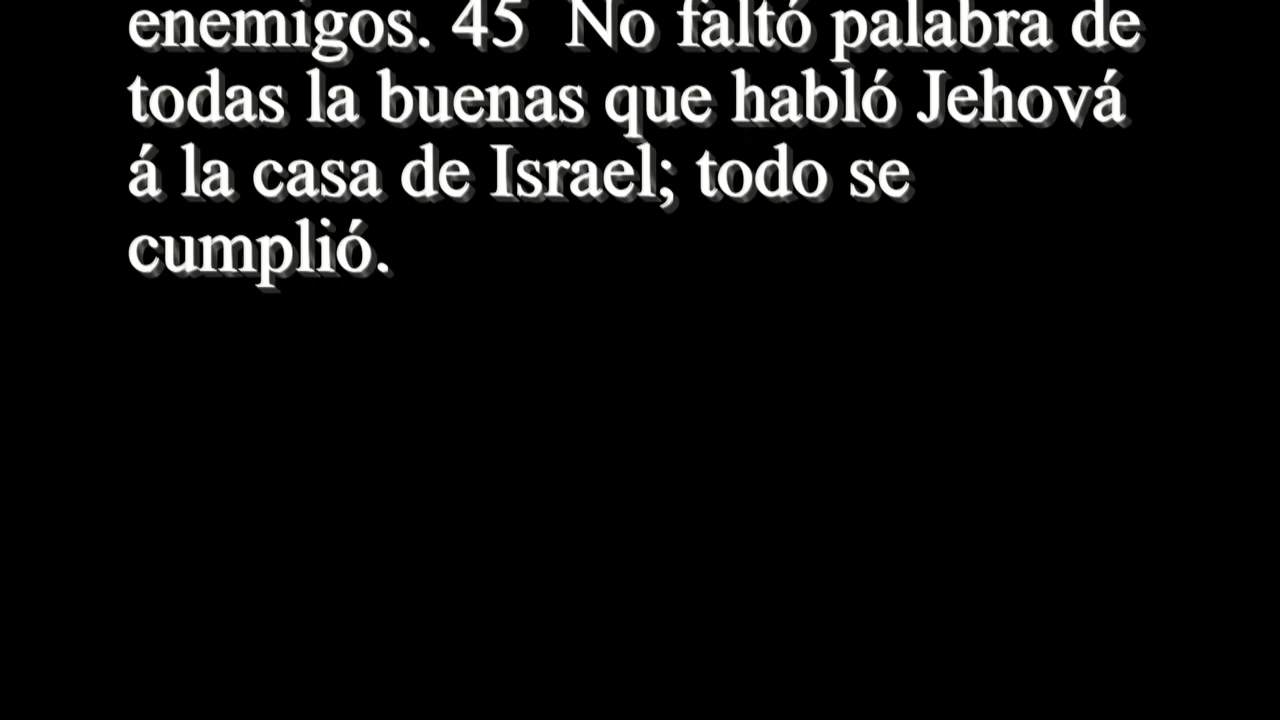 enemigos. 45  No faltó palabra de
todas la buenas que habló Jehová
á la casa de Israel; todo se
cumplió.